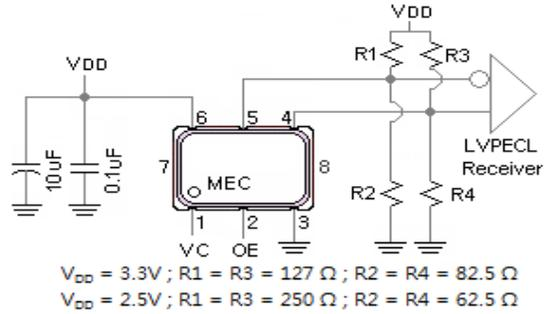 VDD
R1
R3
VDD
6
5
4
LVPECL
Receiver
10uF
0.1uF
7
MEC
8
R2
R4
1
2
3
VC
OE
VDD = 3.3V ; R1 = R3 = 127 Ω ; R2 = R4 = 82.5 Ω
VDD = 2.5V ; R1 = R3 = 250 Ω ; R2 = R4 = 62.5 Ω